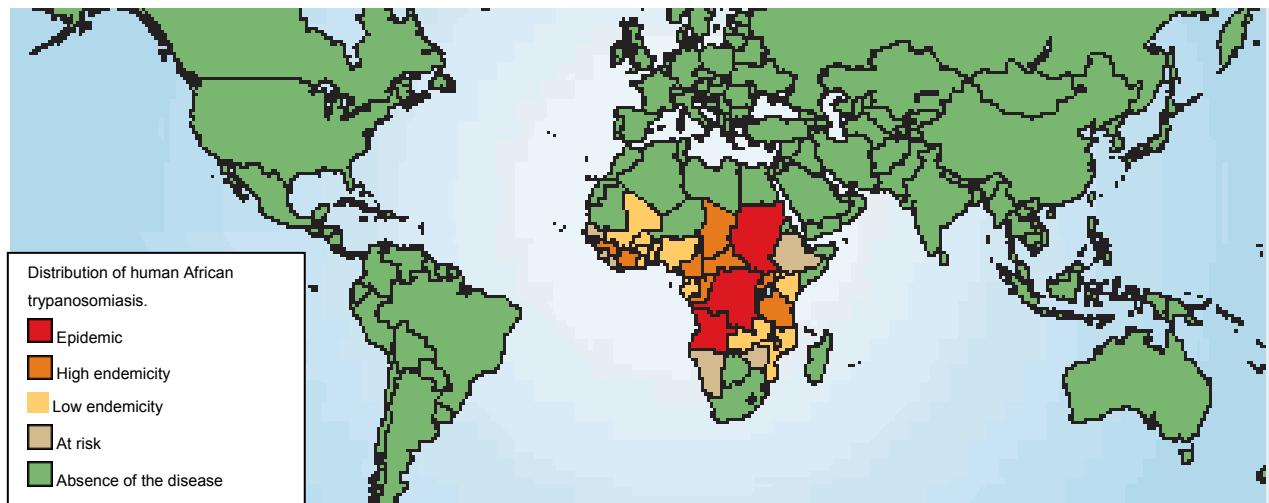 Distribution of human African
trypanosomiasis.
Epidemic
High endemicity
Low endemicity
At risk
Absence of the disease